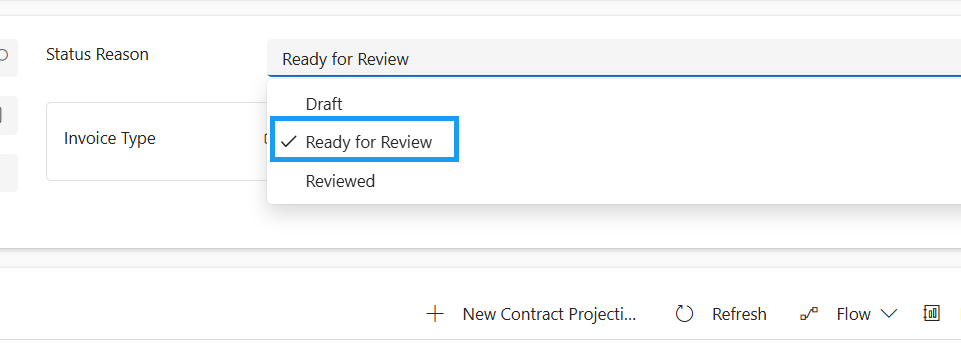 Status Reason
Ready for Review
Draft
Invoice Type
Ready for Review
Reviewed
New Contract Projecti...
Refresh
Flow